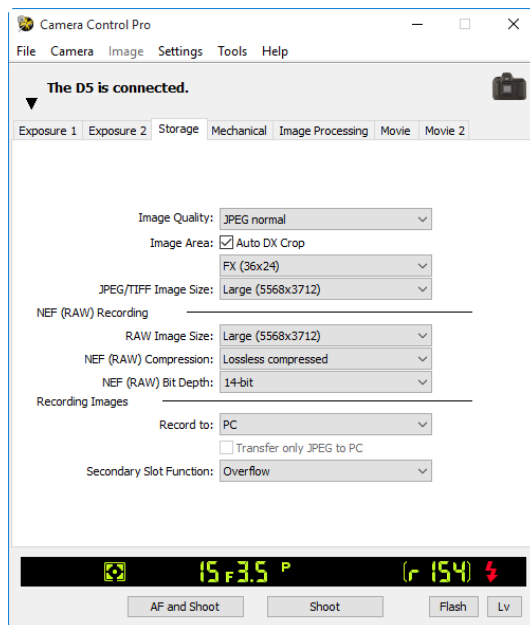 Camera Control Pro
File Camera Image Settings Tools Help
The D5 is connected.
Exposure 1 Exposure 2 Storage Mechanical Image Processing Movie Movie 2
Image Quality: JPEG normal
Image Area: Auto DX Crop
FX (36x24)
JPEG/TIFF Image Size: Large (5568x3712)
NEF (RAW) Recording
RAW Image Size: Large (5568x3712)
NEF (RAW) Compression: Lossless compressed
NEF (RAW) Bit Depth: 14-bit
Recording Images
Record to: PC
Transfer only JPEG to PC
Secondary Slot Function: Overflow
15 F3.5 P (r 154)
AF and Shoot Shoot Flash Lv